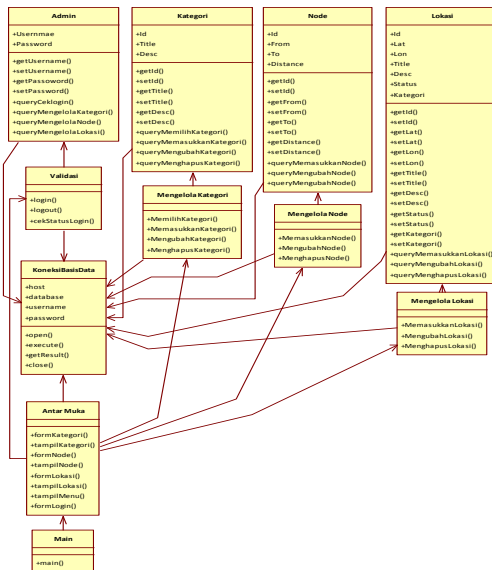 Admin
+Usernmae
+Password
+getUsername()
+setUsername()
+getPassoword()
+setPassword()
+queryCeklogin()
+queryMengelolaKategori()
+queryMengelolaNode()
+queryMengelolaLokasi()
Kategori
+Id
+Title
+Desc
+getId()
+setId()
+getTitle()
+setTitle()
+getDesc()
+setDesc()
+queryMemilihKategori()
+queryMemasukkanKategori()
+queryMengubahKategori()
+queryMenghapusKategori()
Node
+Id
+From
+To
+Distance
+getId()
+setId()
+getFrom()
+setFrom()
+getTo()
+setTo()
+getDistance()
+setDistance()
+queryMemasukkanNode()
+queryMengubahNode()
+queryMengubahNode()
Lokasi
+Id
+Lat
+Lon
+Title
+Desc
+Status
+Kategori
+getId()
+setId()
+getLat()
+setLat()
+getLon()
+setLon()
+getTitle()
+setTitle()
+getDesc()
+setDesc()
+getStatus()
+setStatus()
+getKategori()
+setKategori()
+queryMemasukanLokasi()
+queryMengubahLokasi()
+queryMenghapusLokasi()
Validasi
+login()
+logout()
+cekStatusLogin()
Mengelola Kategori
+MemilihKategori()
+MemasukkanKategori()
+MengubahKategori()
+MenghapusKategori()
Mengelola Node
+MemasukkanNode()
+MengubahNode()
+MenghapusNode()
Mengelola Lokasi
+MemasukkanLokasi()
+MengubahLokasi()
+MenghapusLokasi()
KoneksiBasisData
+host
+database
+username
+password
+open()
+execute()
+getResult()
+close()
Antar Muka
+formKategori()
+tampilKategori()
+formNode()
+tampilNode()
+formLokasi()
+tampilLokasi()
+tampilMenu()
+formLogin()
Main
+main()